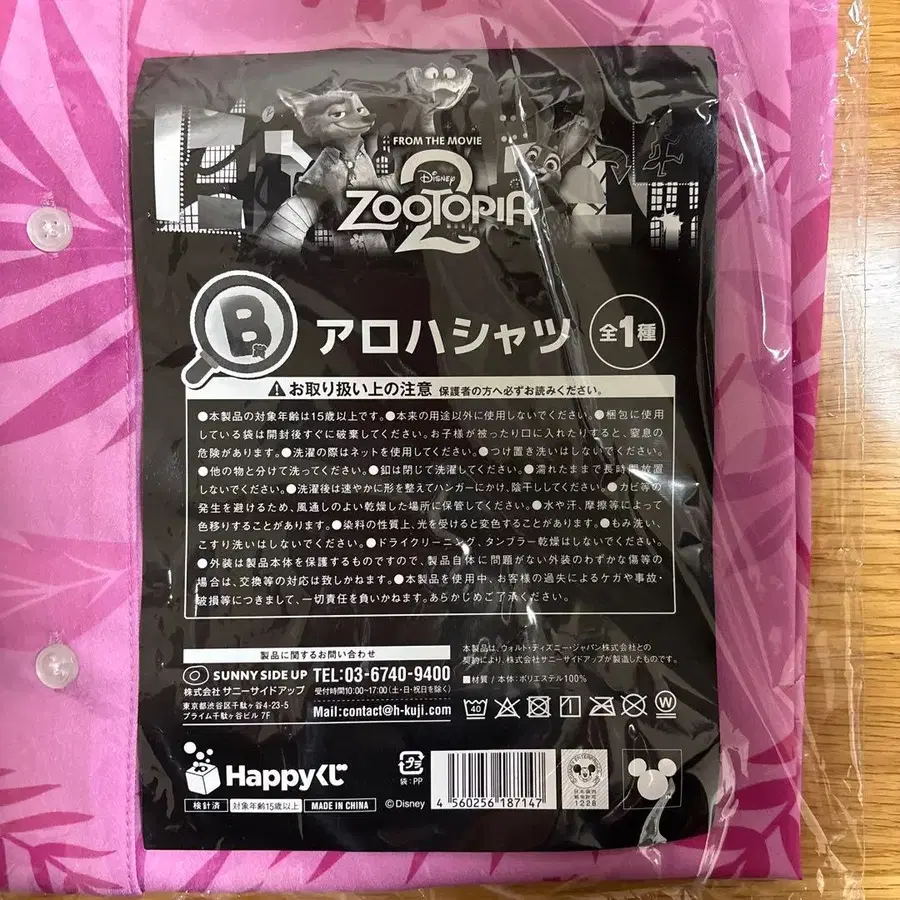 FROM THE MOVIE
DISNEY
ZOOTOPIA
2
B
アロハシャツ
全1種
お取り扱い上の注意 保護者の方へ必ずお読みください。
●本製品の対象年齢は15歳以上です。●本来の用途以外に使用しないでください。●梱包に使用
している袋は開封後すぐに破棄してください。お子様が被ったり口に入れたりすると、窒息の
危険があります。●洗濯の際はネットを使用してください。●つけ置き洗いはしないでください。
●他の物と分けて洗ってください。●釦は閉じて洗濯してください。●濡れたままで長時間放置
しないでください。●洗濯後は速やかに形を整えてハンガーにかけ、陰干ししてください。●カビ等の
発生を避けるため、風通しのよい乾燥した場所に保管してください。●水や汗、摩擦等によって
色移りすることがあります。●染料の性質上、光を受けると変色することがあります。●もみ洗い、
こすり洗いはしないでください。●ドライクリーニング、タンブラー乾燥はしないでください。
●外装は製品本体を保護するものですので、製品自体に問題がない外装のわずかな傷等の
場合は、交換等の対応は致しかねます。●本製品を使用中、お客様の過失によるケガや事故・
破損等につきまして、一切責任を負いかねます。あらかじめご了承ください。
製品に関するお問い合わせ
SUNNY SIDE UP
株式会社 サニーサイドアップ
東京都渋谷区千駄ヶ谷4-23-5
プライム千駄ヶ谷ビル 7F
TEL:03-6740-9400
受付時間10:00~17:00(土・日・祝日を除く)
Mail:contact@h-kuji.com
本製品は、ウォルト・ディズニー・ジャパン株式会社との
契約により、株式会社サニーサイドアップが製造したものです。
■材質 / 本体:ポリエステル100%
40
W
Happyくじ
検針済
対象年齢15歳以上
MADE IN CHINA
プラ
袋:PP
©Disney
4 560256 187147
1228